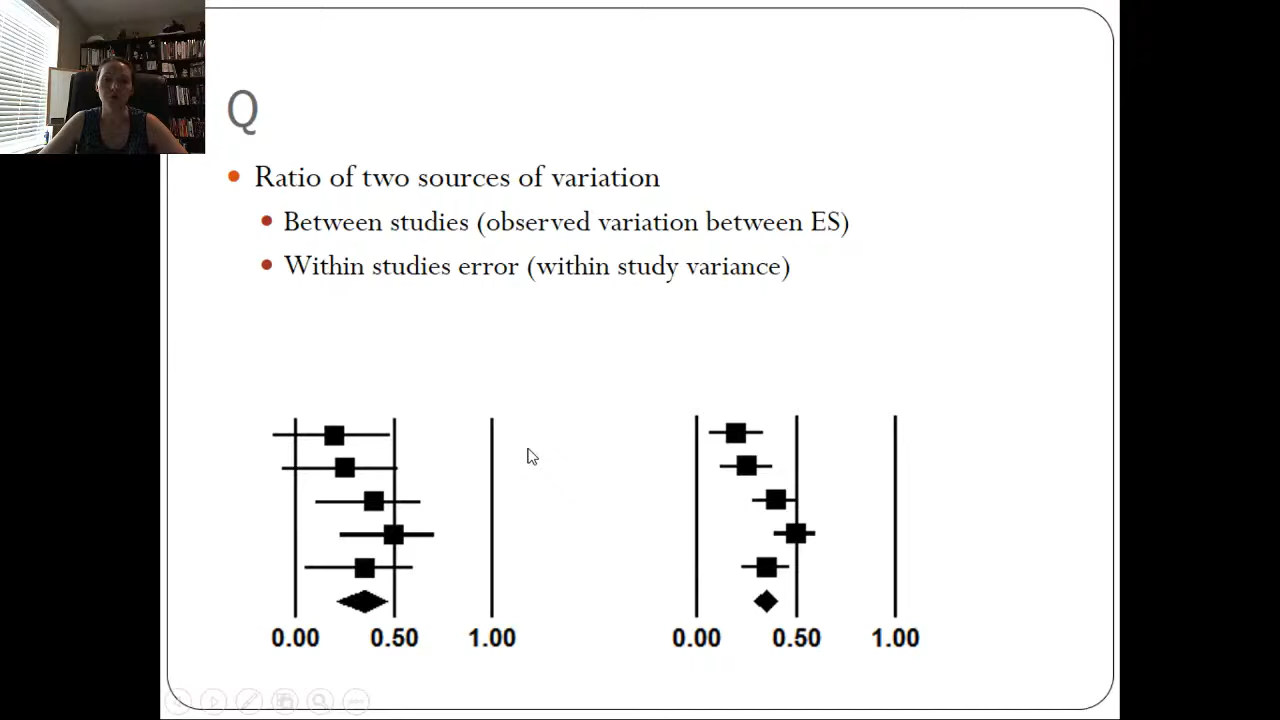 Q
Ratio of two sources of variation
Between studies (observed variation between ES)
Within studies error (within study variance)
0.00 0.50 1.00
0.00 0.50 1.00